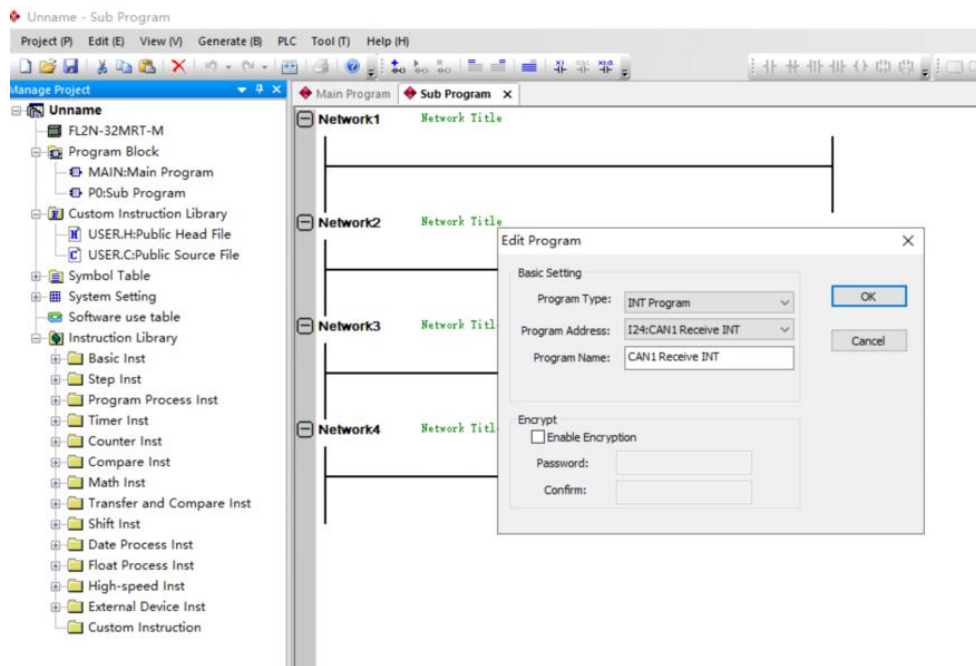 Unname - Sub Program
Project (P) Edit (E) View (V) Generate (B) PLC Tool (T) Help (H)
Manage Project
Main Program Sub Program
Unname
FL2N-32MRT-M
Program Block
MAIN:Main Program
P0:Sub Program
Custom Instruction Library
USER.H:Public Head File
USER.C:Public Source File
Symbol Table
System Setting
Software use table
Instruction Library
Basic Inst
Step Inst
Program Process Inst
Timer Inst
Counter Inst
Compare Inst
Math Inst
Transfer and Compare Inst
Shift Inst
Date Process Inst
Float Process Inst
High-speed Inst
External Device Inst
Custom Instruction
Network1 Network Title
Network2 Network Title
Network3 Network Titl
Network4 Network Titl
Edit Program
Basic Setting
Program Type: INT Program
Program Address: I24:CAN1 Receive INT
Program Name: CAN1 Receive INT
OK
Cancel
Encrypt
Enable Encryption
Password:
Confirm: